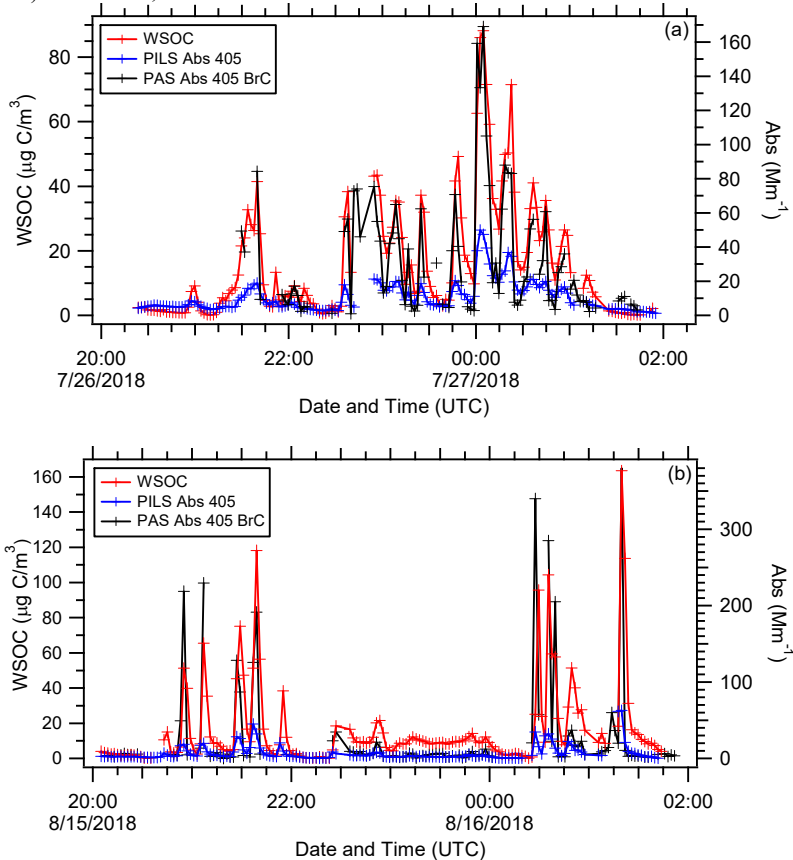 (a)
WSOC
PILS Abs 405
PAS Abs 405 BrC
WSOC (µg C/m³)
80
60
40
20
0
160
120
80
40
0
Abs (Mm⁻¹)
20:00 22:00 00:00 02:00
7/26/2018 7/27/2018
Date and Time (UTC)
(b)
WSOC
PILS Abs 405
PAS Abs 405 BrC
WSOC (µg C/m³)
160
140
120
100
80
60
40
20
0
300
200
100
0
Abs (Mm⁻¹)
20:00 22:00 00:00 02:00
8/15/2018 8/16/2018
Date and Time (UTC)